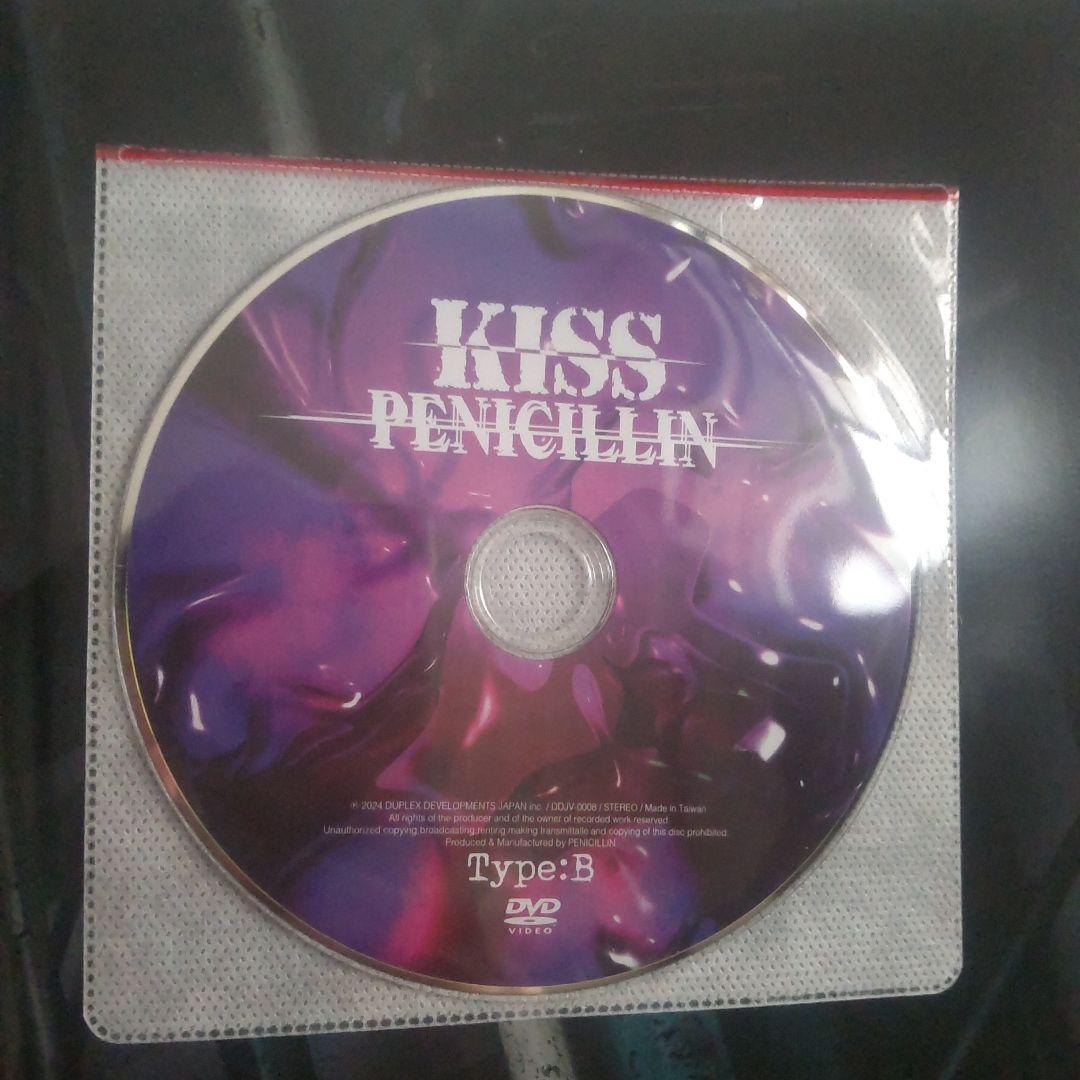 KISS
PENICILLIN
℗ 2024 DUPLEX DEVELOPMENTS JAPAN inc. / DDJV-0008 / STEREO / Made in Taiwan
All rights of the producer and of the owner of recorded work reserved.
Unauthorized copying,broadcasting,renting,making transmittalle and copying of this disc prohibited.
Produced & Manufactured by PENICILLIN
Type:B
DVD
VIDEO